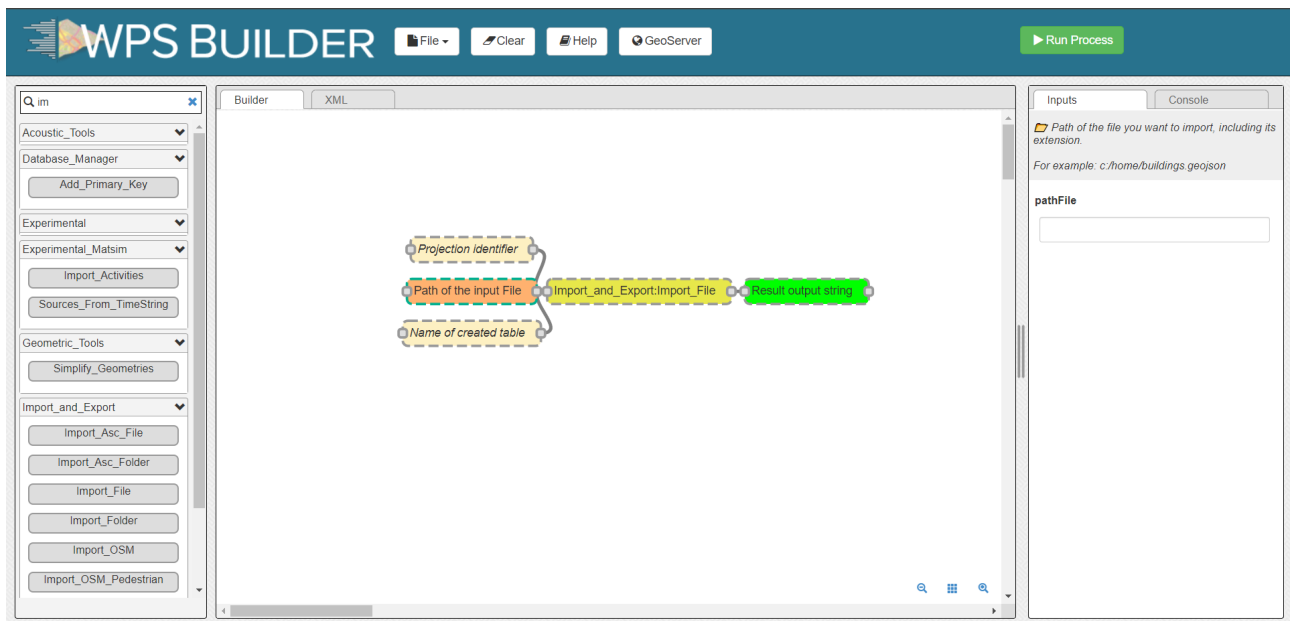 WPS BUILDER
File
Clear
Help
GeoServer
Run Process
im
Acoustic_Tools
Database_Manager
Add_Primary_Key
Experimental
Experimental_Matsim
Import_Activities
Sources_From_TimeString
Geometric_Tools
Simplify_Geometries
Import_and_Export
Import_Asc_File
Import_Asc_Folder
Import_File
Import_Folder
Import_OSM
Import_OSM_Pedestrian
Builder
XML
Projection identifier
Path of the input File
Import_and_Export:Import_File
Result output string
Name of created table
Inputs
Console
Path of the file you want to import, including its
extension.
For example: c:/home/buildings.geojson
pathFile